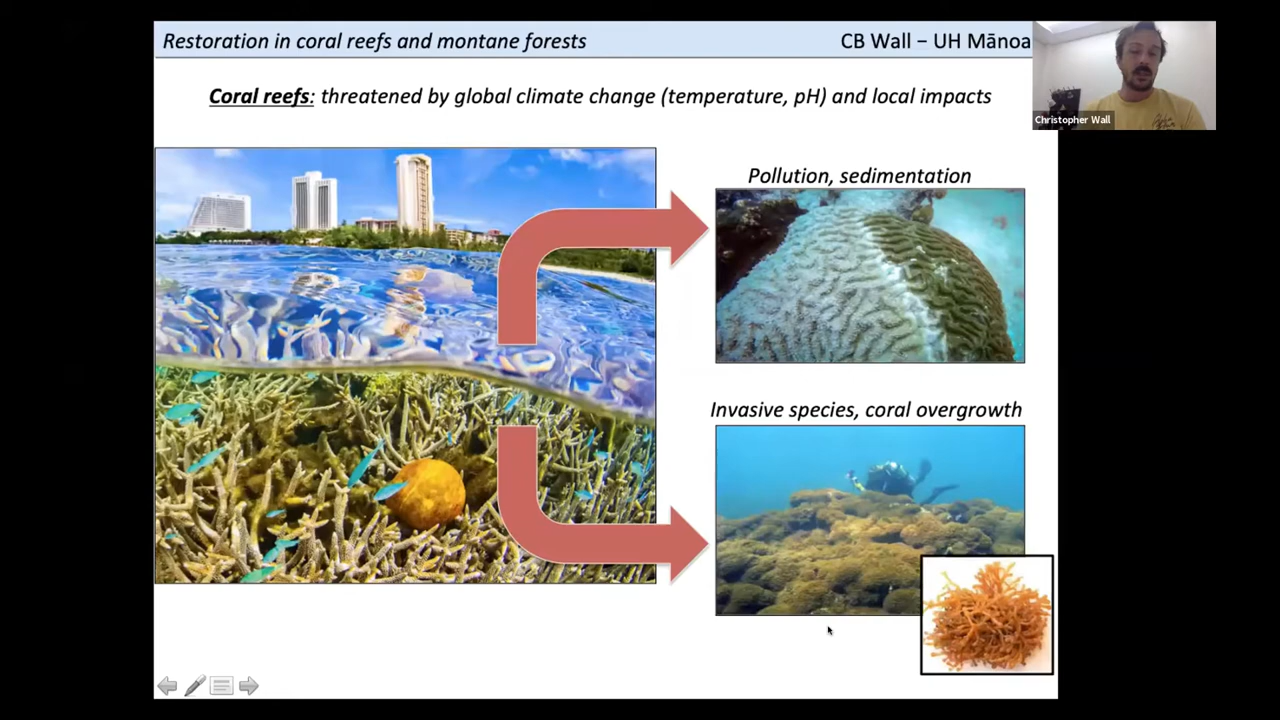 Restoration in coral reefs and montane forests
CB Wall – UH Mānoa
Christopher Wall
Coral reefs: threatened by global climate change (temperature, pH) and local impacts
Pollution, sedimentation
Invasive species, coral overgrowth